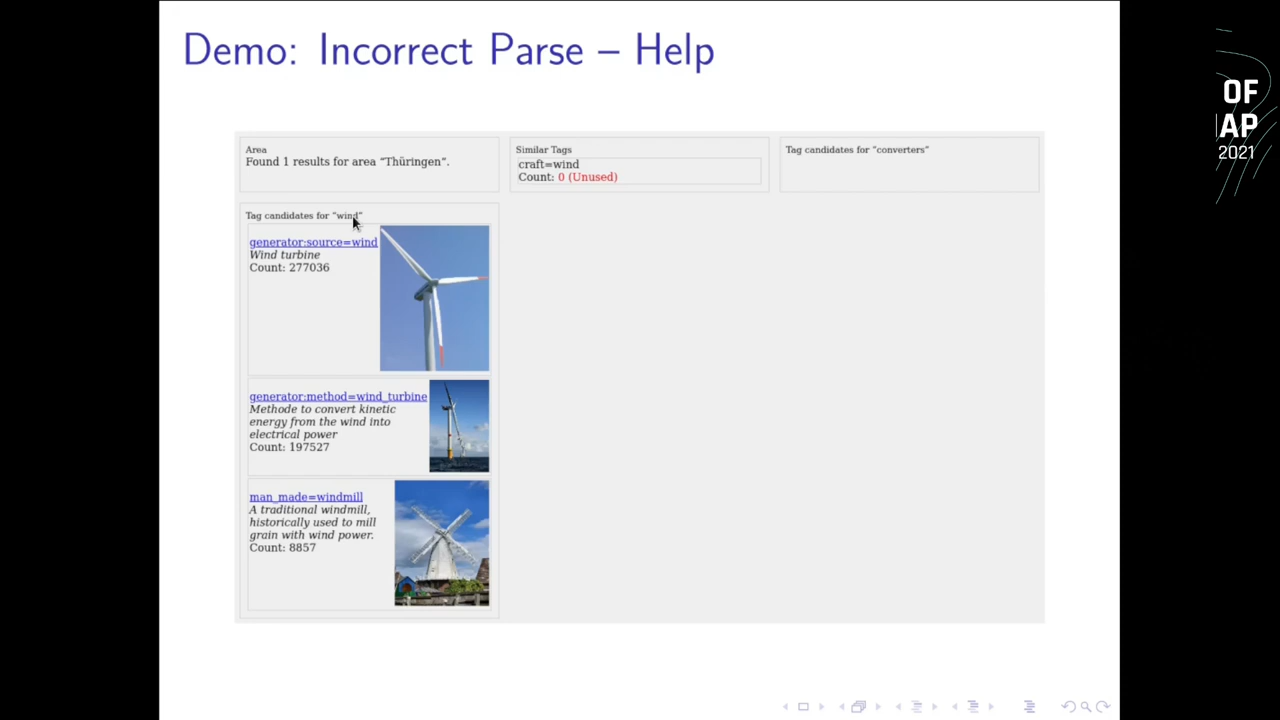 Demo: Incorrect Parse – Help
OF
AP
2021
Area
Found 1 results for area “Thüringen”.
Similar Tags
craft=wind
Count: 0 (Unused)
Tag candidates for “converters”
Tag candidates for “wind”
generator:source=wind
Wind turbine
Count: 277036
generator:method=wind_turbine
Methode to convert kinetic
energy from the wind into
electrical power
Count: 197527
man_made=windmill
A traditional windmill,
historically used to mill
grain with wind power.
Count: 8857